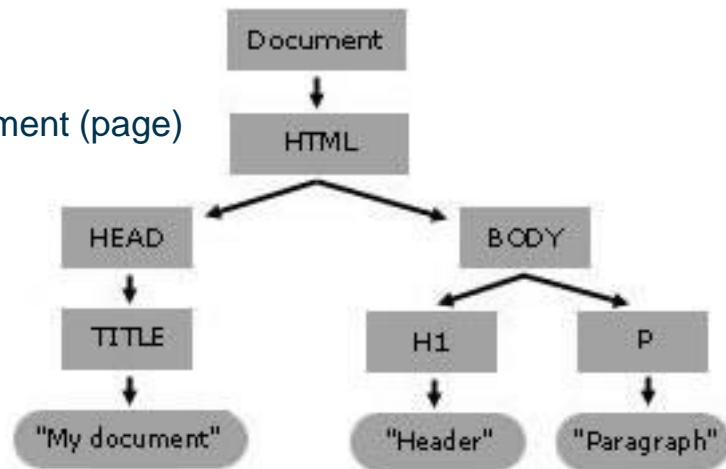 Document
ment (page)
HTML
HEAD
BODY
TITLE
H1
P
"My document"
"Header"
"Paragraph"